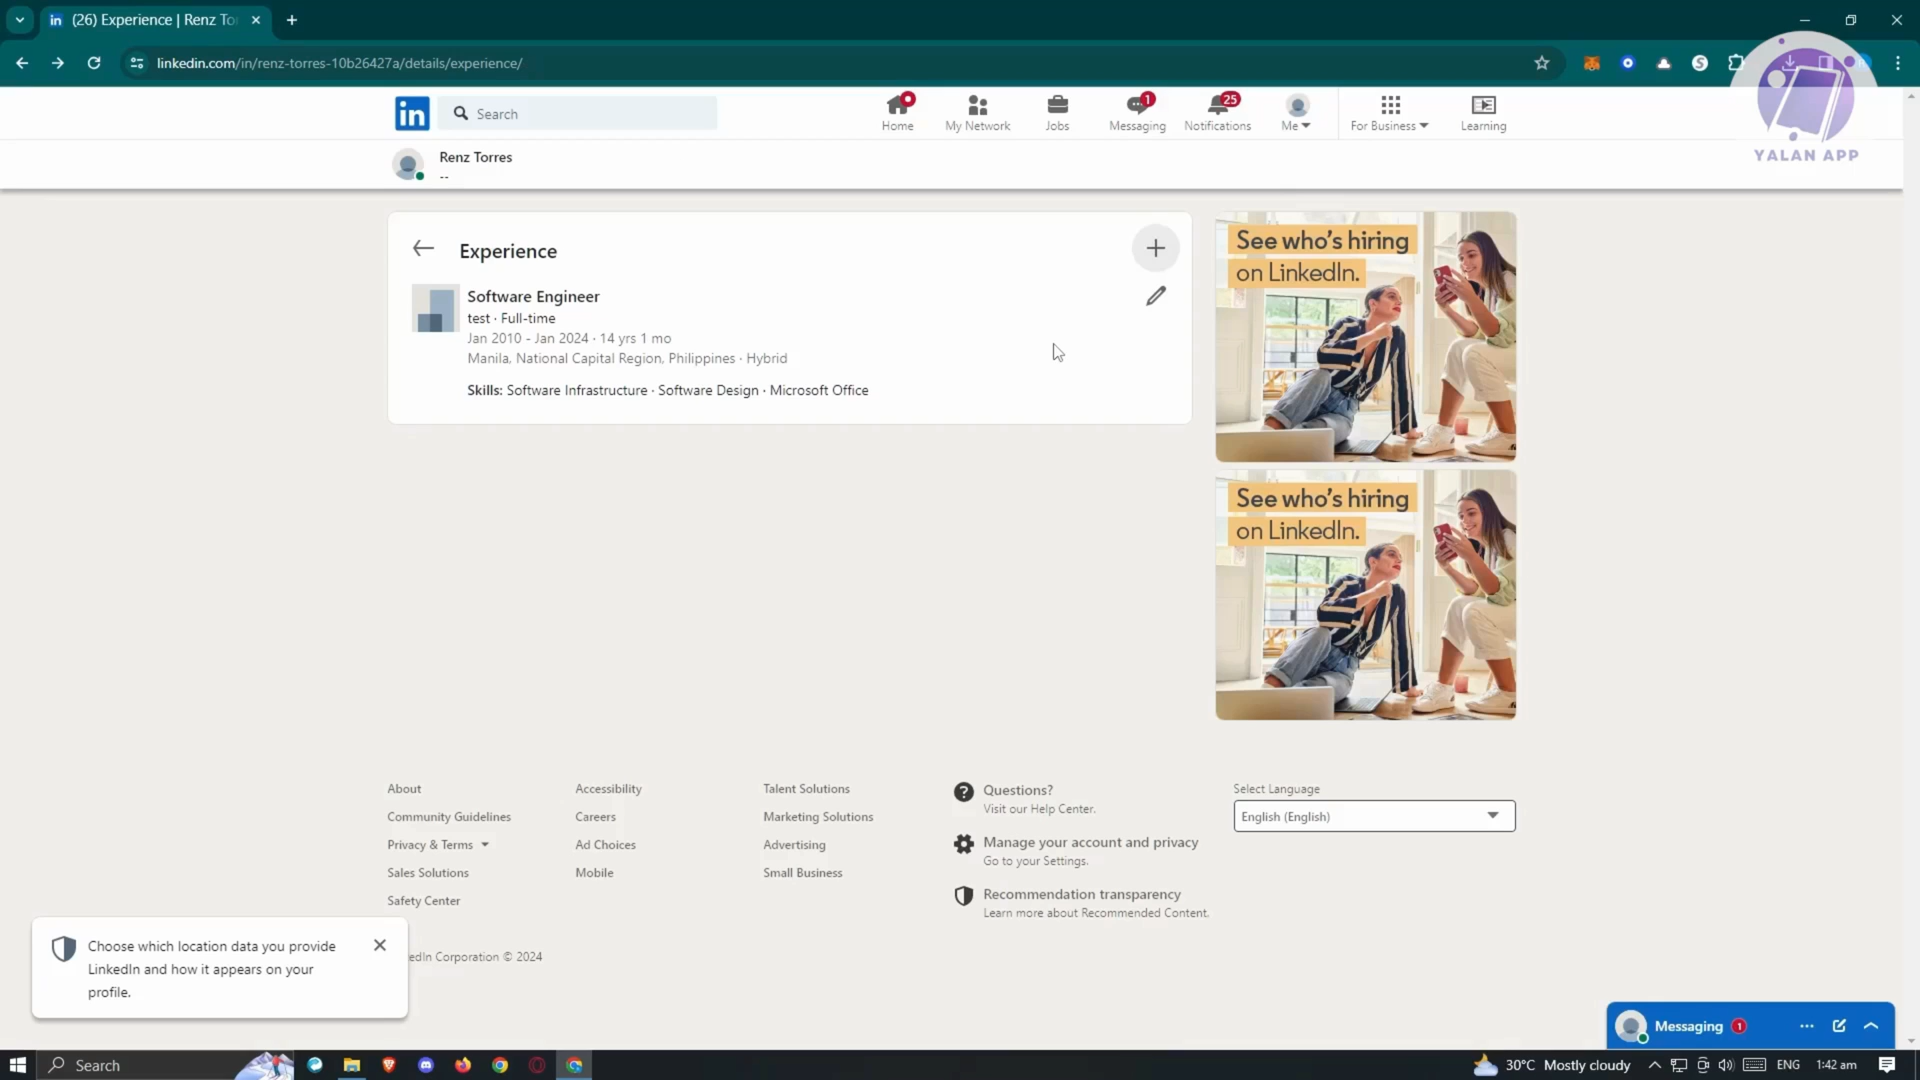 (26) Experience | Renz To
linkedin.com/in/renz-torres-10b26427a/details/experience/
in
Search
Home
My Network
Jobs
1
Messaging
25
Notifications
Me
For Business
Learning
YALAN APP
Renz Torres
--
Experience
Software Engineer
test · Full-time
Jan 2010 - Jan 2024 · 14 yrs 1 mo
Manila, National Capital Region, Philippines · Hybrid
Skills: Software Infrastructure · Software Design · Microsoft Office
See who's hiring
on LinkedIn.
See who's hiring
on LinkedIn.
About
Accessibility
Talent Solutions
Questions?
Visit our Help Center.
Select Language
English (English)
Community Guidelines
Careers
Marketing Solutions
Privacy & Terms
Ad Choices
Advertising
Manage your account and privacy
Go to your Settings.
Sales Solutions
Mobile
Small Business
Safety Center
Recommendation transparency
Learn more about Recommended Content.
edIn Corporation © 2024
Choose which location data you provide
LinkedIn and how it appears on your
profile.
Messaging 1
Search
30°C Mostly cloudy
ENG
1:42 am